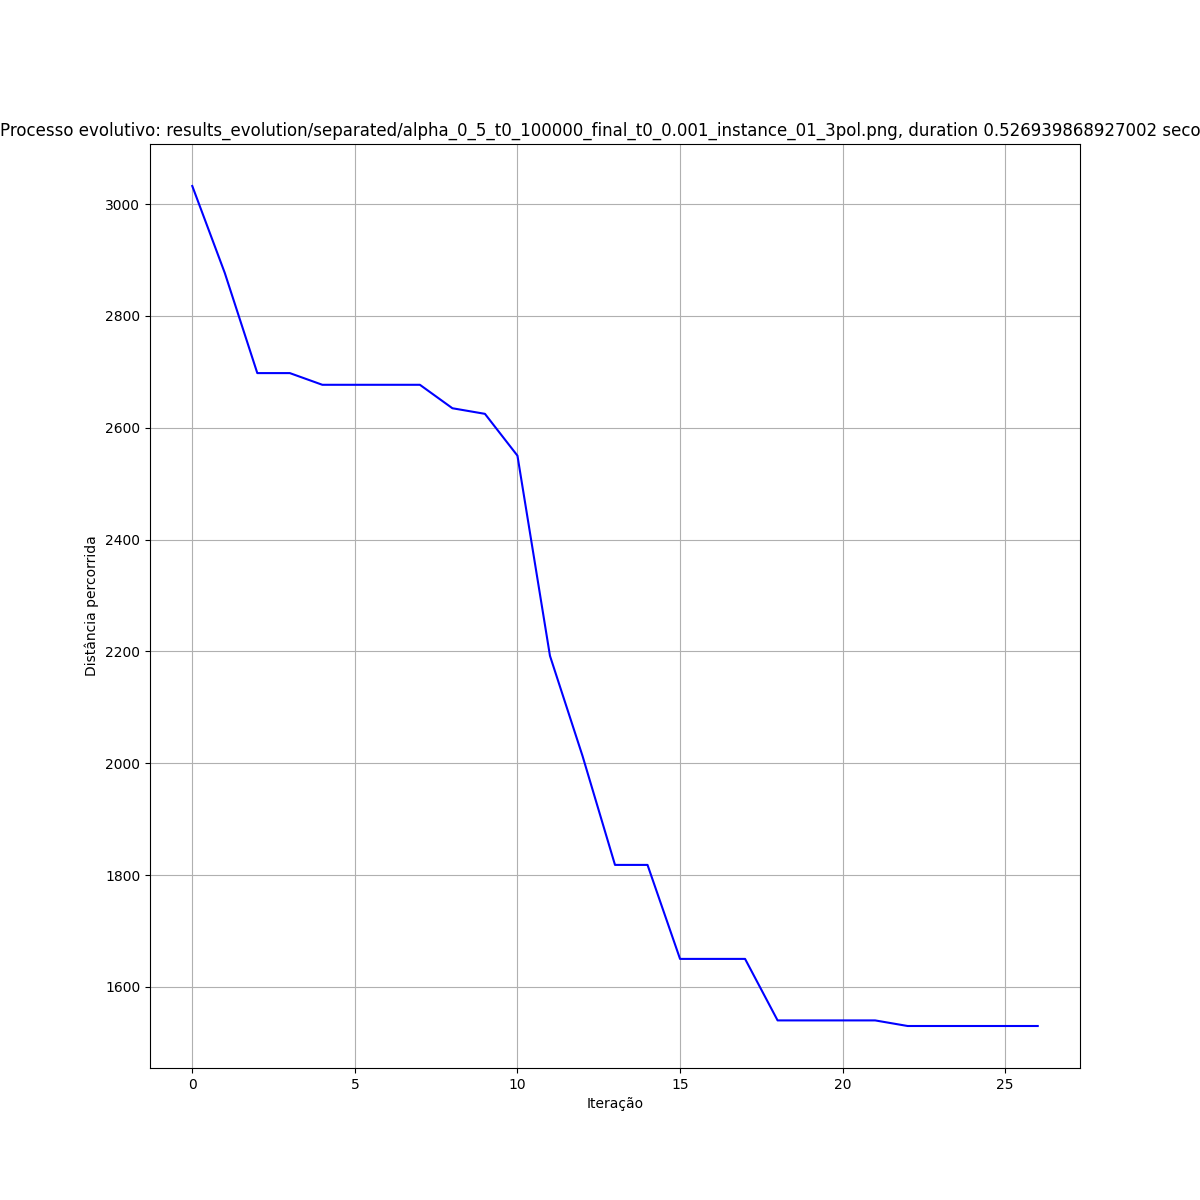 Processo evolutivo: results_evolution/separated/alpha_0_5_t0_100000_final_t0_0.001_instance_01_3pol.png, duration 0.526939868927002 seco
3000
2800
2600
2400
2200
2000
1800
1600
Distância percorrida
0 5 10 15 20 25
Iteração